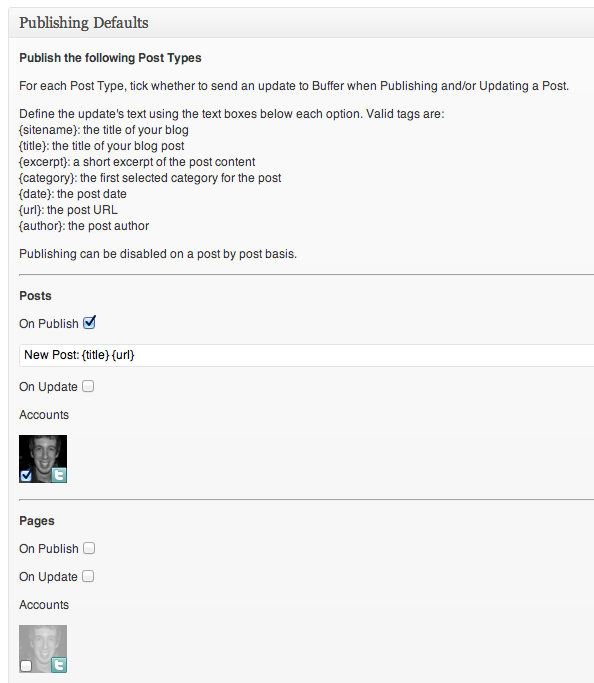 Publishing Defaults
Publish the following Post Types
For each Post Type, tick whether to send an update to Buffer when Publishing and/or Updating a Post.
Define the update's text using the text boxes below each option. Valid tags are:
{sitename}: the title of your blog
{title}: the title of your blog post
{excerpt}: a short excerpt of the post content
{category}: the first selected category for the post
{date}: the post date
{url}: the post URL
{author}: the post author
Publishing can be disabled on a post by post basis.
Posts
On Publish
New Post: {title} {url}
On Update
Accounts
Pages
On Publish
On Update
Accounts